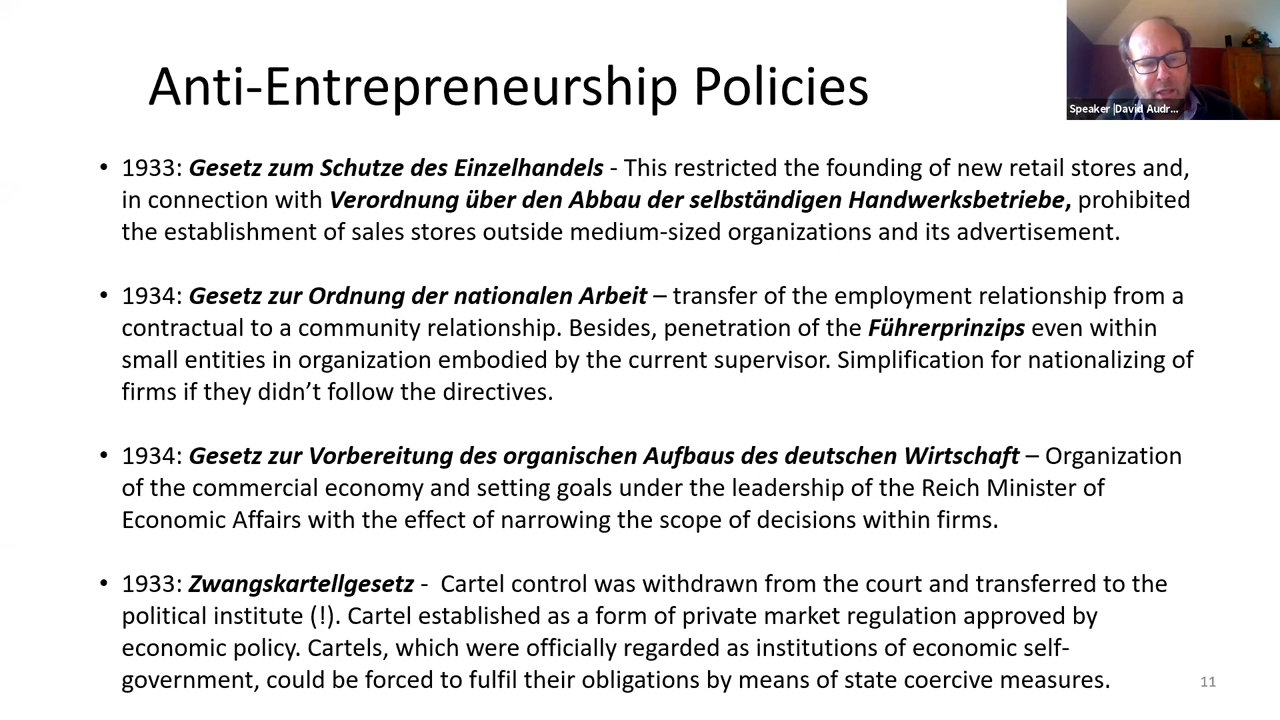 Anti-Entrepreneurship Policies
Speaker |David Audr...
• 1933: Gesetz zum Schutze des Einzelhandels - This restricted the founding of new retail stores and,
in connection with Verordnung über den Abbau der selbständigen Handwerksbetriebe, prohibited
the establishment of sales stores outside medium-sized organizations and its advertisement.
• 1934: Gesetz zur Ordnung der nationalen Arbeit – transfer of the employment relationship from a
contractual to a community relationship. Besides, penetration of the Führerprinzips even within
small entities in organization embodied by the current supervisor. Simplification for nationalizing of
firms if they didn’t follow the directives.
• 1934: Gesetz zur Vorbereitung des organischen Aufbaus des deutschen Wirtschaft – Organization
of the commercial economy and setting goals under the leadership of the Reich Minister of
Economic Affairs with the effect of narrowing the scope of decisions within firms.
• 1933: Zwangskartellgesetz - Cartel control was withdrawn from the court and transferred to the
political institute (!). Cartel established as a form of private market regulation approved by
economic policy. Cartels, which were officially regarded as institutions of economic self-
government, could be forced to fulfil their obligations by means of state coercive measures.
11